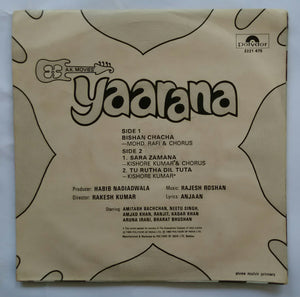 Polydor
2221 475
A.K. MOVIES'
yaarana
SIDE 1
BISHAN CRACHA
—MOHD. RAFI & CHORUS
SIDE 2
1. SARA ZAMANA
—KISHORE KUMAR & CHORUS
2. TU RUTHA DIL TUTA
—KISHORE KUMAR
Producer: HABIB NADIADWALA
Music: RAJESH ROSHAN
Director: RAKESH KUMAR
Lyrics: ANJAAN
Starring: AMITABH BACHCHAN, NEETU SINGH,
AMJAD KHAN, RANJIT, KADAR KHAN
ARUNA IRANI, BHARAT BHUSHAN